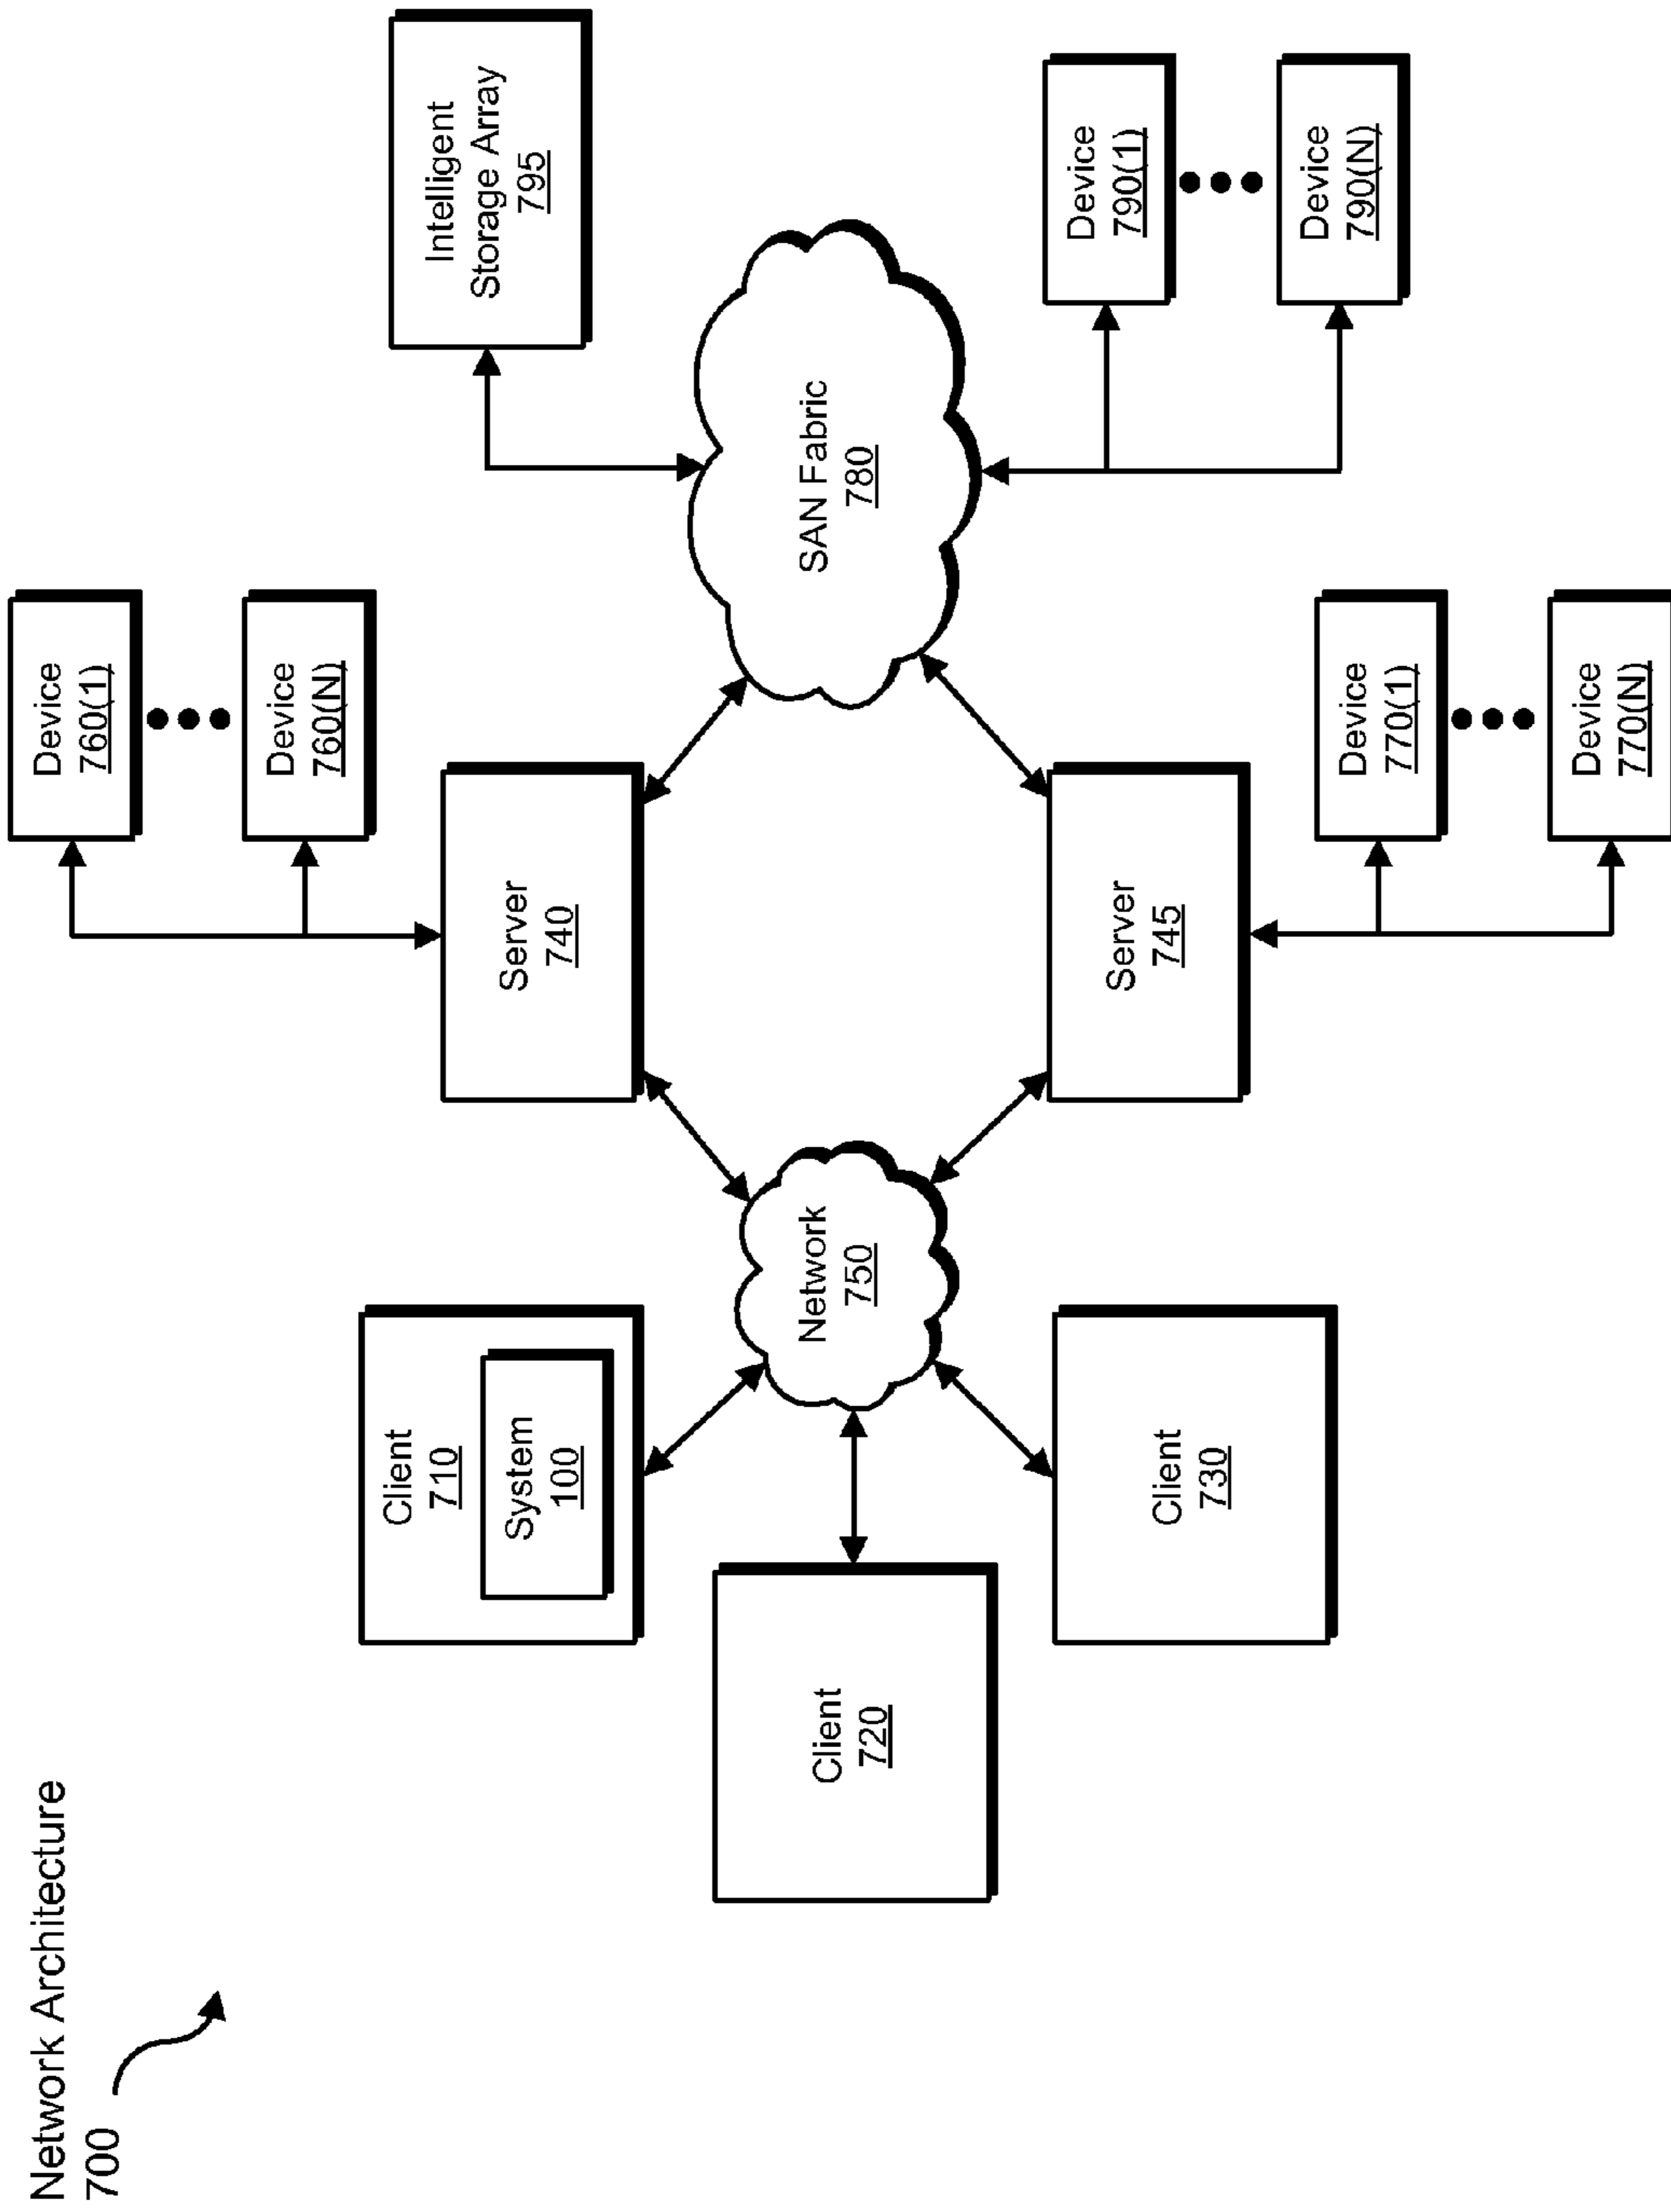 Network Architecture
700
Client
710
System
100
Client
720
Client
730
Network
750
Server
740
Server
745
Device
760(1)
Device
760(N)
Device
770(1)
Device
770(N)
SAN Fabric
780
Intelligent
Storage Array
795
Device
790(1)
Device
790(N)